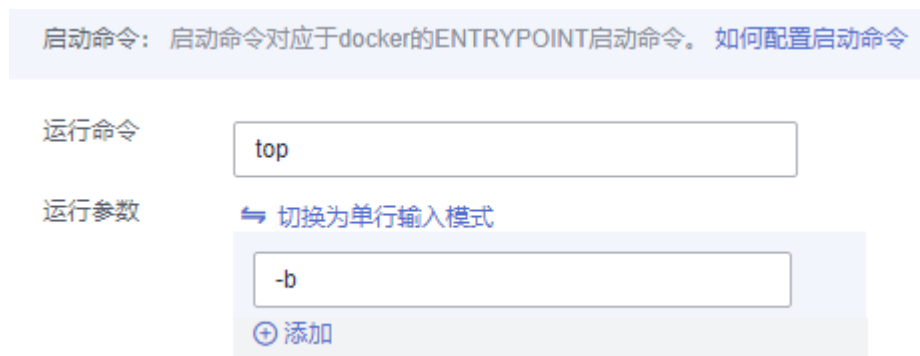 启动命令： 启动命令对应于docker的ENTRYPOINT启动命令。 如何配置启动命令
运行命令
top
运行参数
切换为单行输入模式
-b
添加